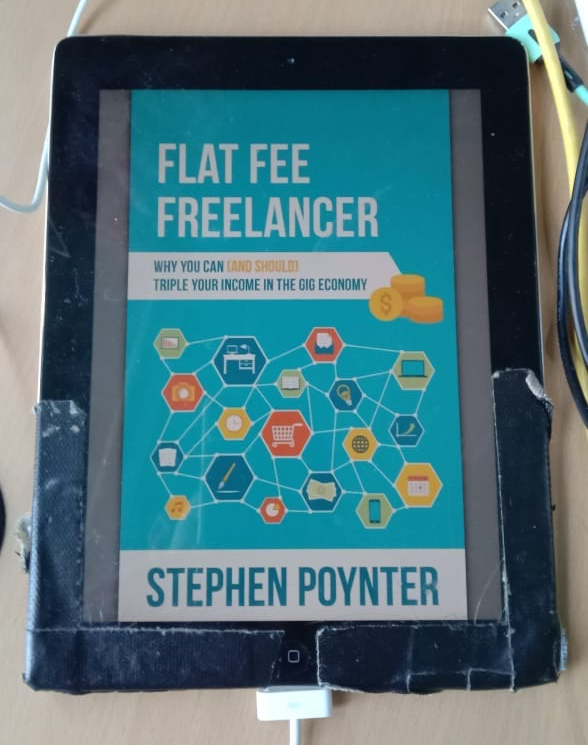 FLAT FEE
FREELANCER
WHY YOU CAN (AND SHOULD)
TRIPLE YOUR INCOME IN THE GIG ECONOMY
$
STEPHEN POYNTER